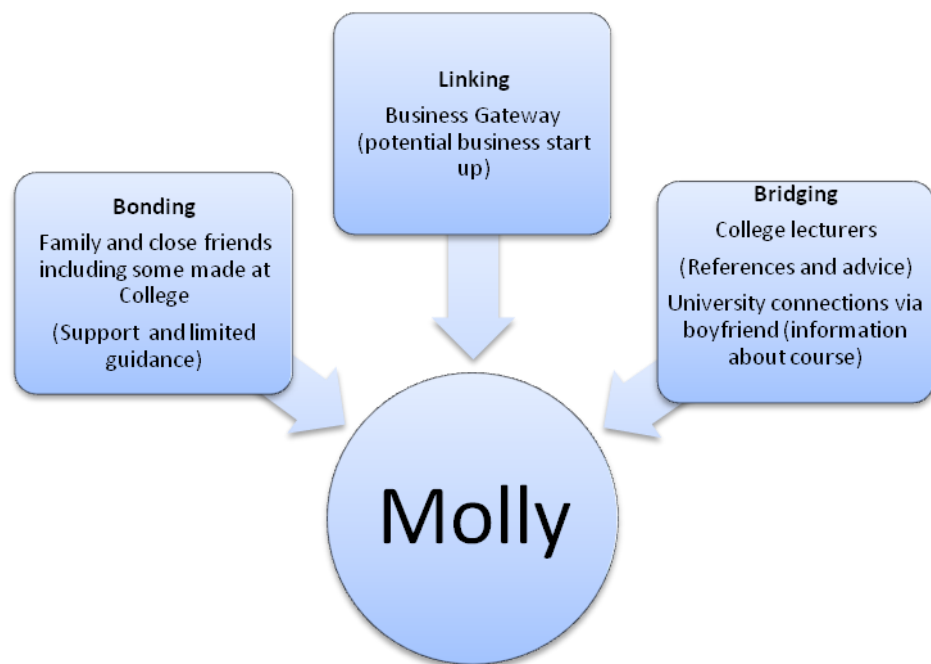 Linking
Business Gateway
(potential business start
up)
Bonding
Family and close friends
including some made at
College
(Support and limited
guidance)
Bridging
College lecturers
(References and advice)
University connections via
boyfriend (information
about course)
Molly